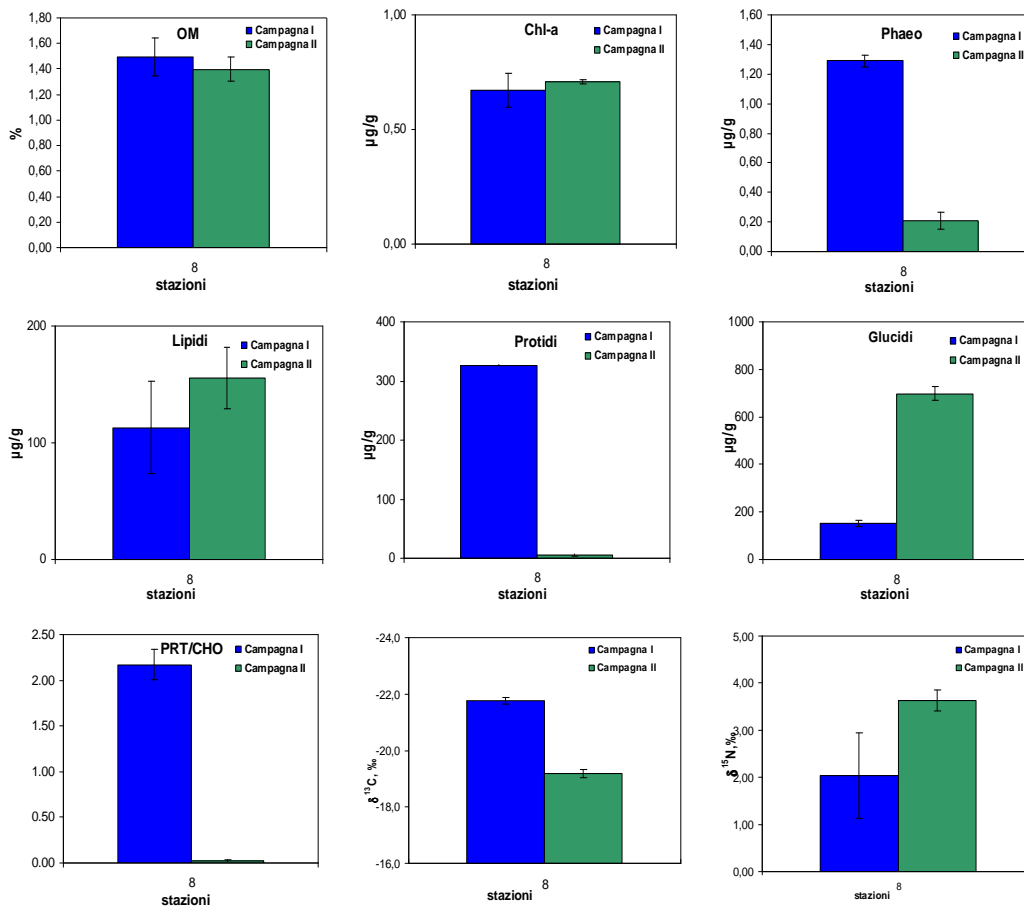 OM
Campagna I
Campagna II
1,80
1,60
1,40
1,20
1,00
0,80
0,60
0,40
0,20
0,00
%
8
stazioni
Chl-a
Campagna I
Campagna II
1,00
0,50
0,00
µg/g
8
stazioni
Phaeo
Campagna I
Campagna II
1,60
1,40
1,20
1,00
0,80
0,60
0,40
0,20
0,00
µg/g
8
stazioni
Lipidi
Campagna I
Campagna II
200
100
0
µg/g
8
stazioni
Protidi
Campagna I
Campagna II
400
300
200
100
0
µg/g
8
stazioni
Glucidi
Campagna I
Campagna II
1000
800
600
400
200
0
µg/g
8
stazioni
PRT/CHO
Campagna I
Campagna II
2.50
2.00
1.50
1.00
0.50
0.00
8
stazioni
Campagna I
Campagna II
-24,0
-22,0
-20,0
-18,0
-16,0
δ 13C, ‰
8
stazioni
Campagna I
Campagna II
5,00
4,00
3,00
2,00
1,00
0,00
δ 15N, ‰
8
stazioni